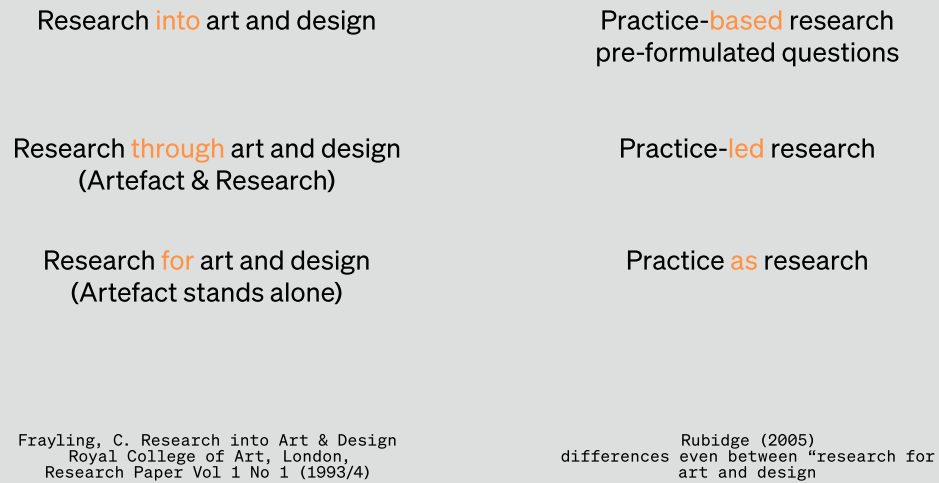 Research into art and design
Research through art and design
(Artefact & Research)
Research for art and design
(Artefact stands alone)
Frayling, C. Research into Art & Design
Royal College of Art, London,
Research Paper Vol 1 No 1 (1993/4)
Practice-based research
pre-formulated questions
Practice-led research
Practice as research
Rubidge (2005)
differences even between “research for
art and design